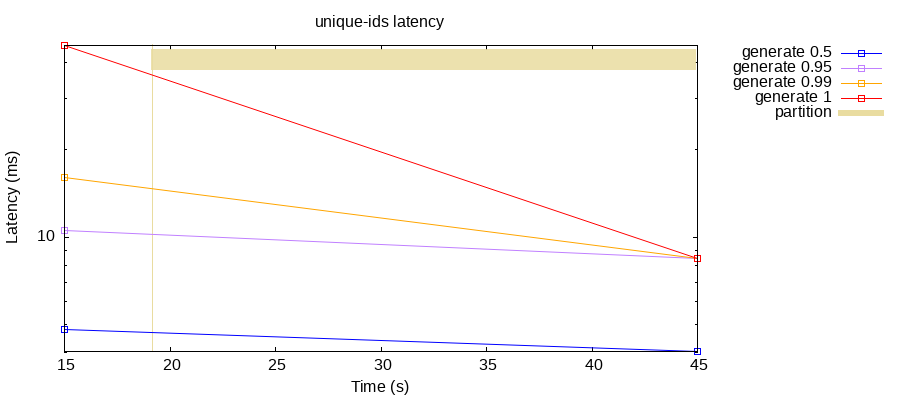 unique-ids latency
generate 0.5
generate 0.95
generate 0.99
generate 1
partition
Latency (ms)
10
15 20 25 30 35 40 45
Time (s)